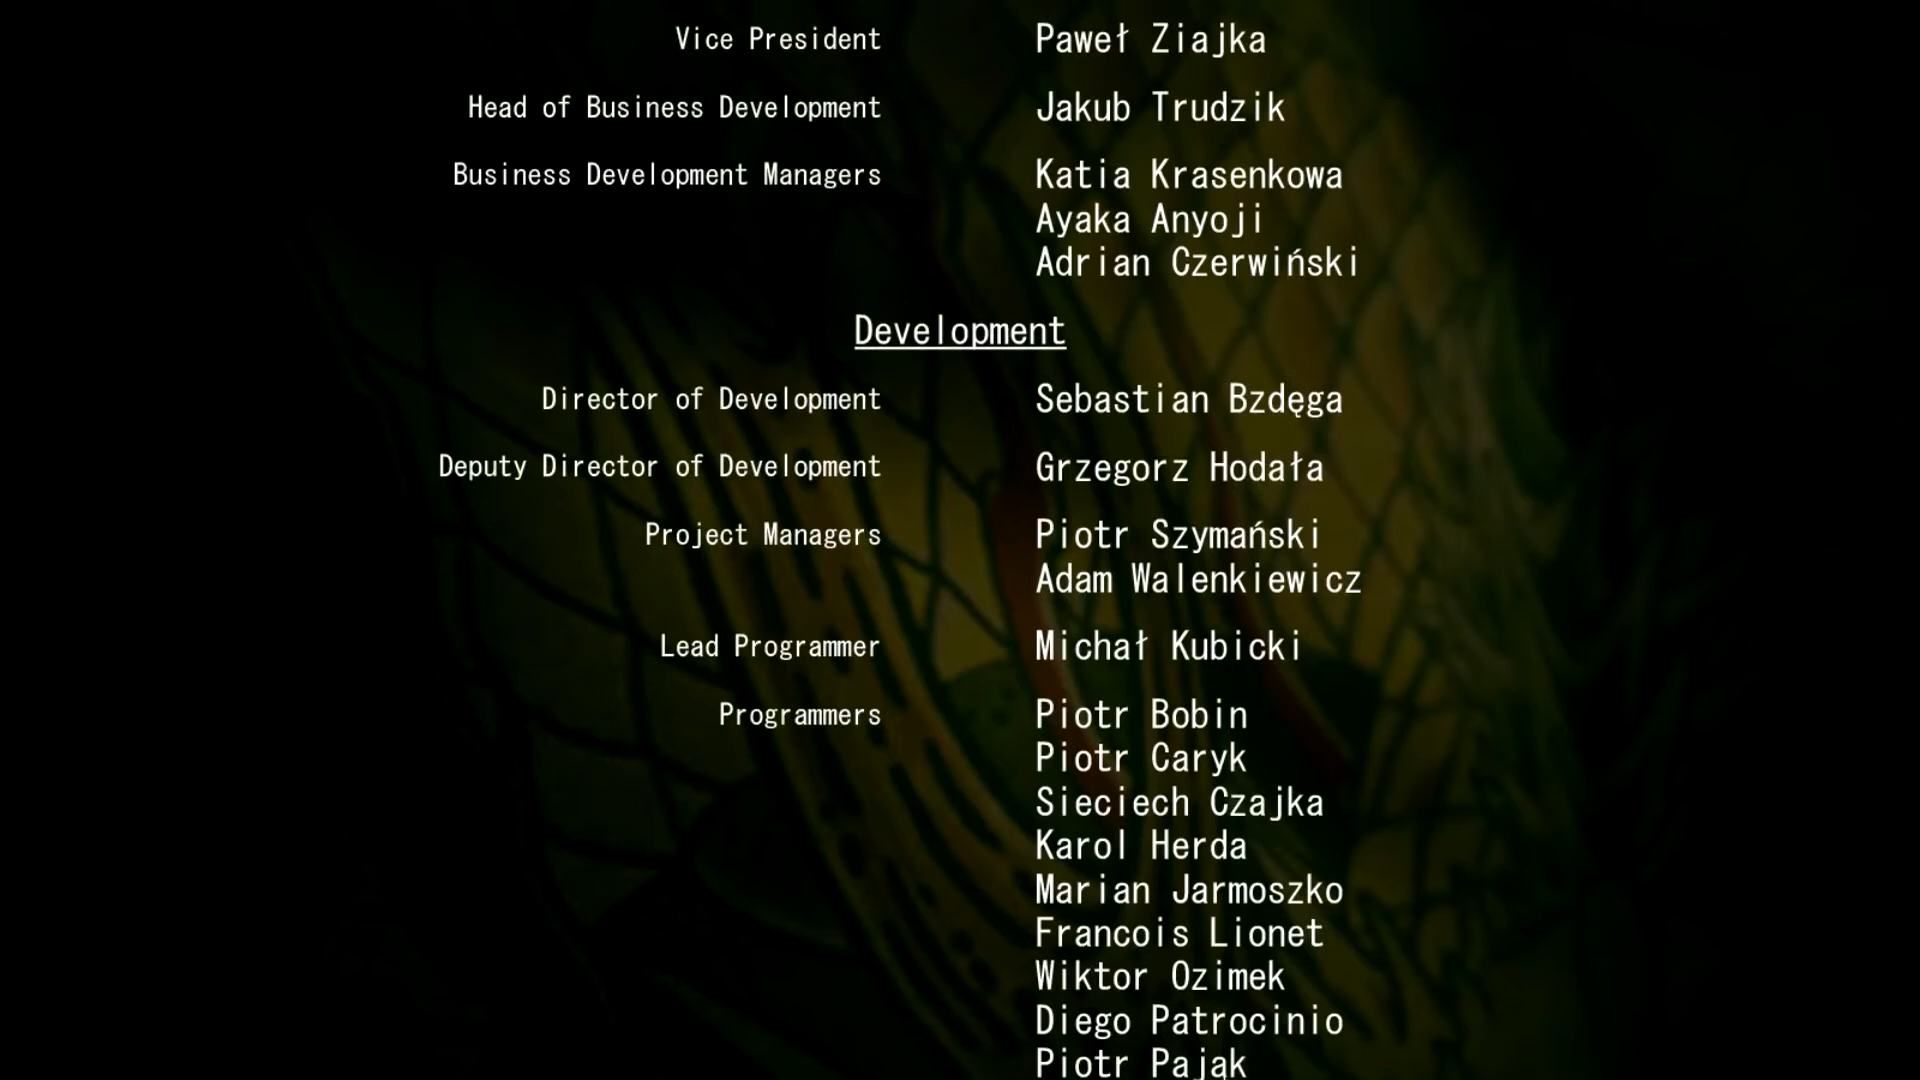 Vice President Paweł Ziajka
Head of Business Development Jakub Trudzik
Business Development Managers Katia Krasenkowa
Ayaka Anyoji
Adrian Czerwiński
Development
Director of Development Sebastian Bzdęga
Deputy Director of Development Grzegorz Hodała
Project Managers Piotr Szymański
Adam Walenkiewicz
Lead Programmer Michał Kubicki
Programmers Piotr Bobin
Piotr Caryk
Sieciech Czajka
Karol Herda
Marian Jarmoszko
Francois Lionet
Wiktor Ozimek
Diego Patrocinio
Piotr Pająk